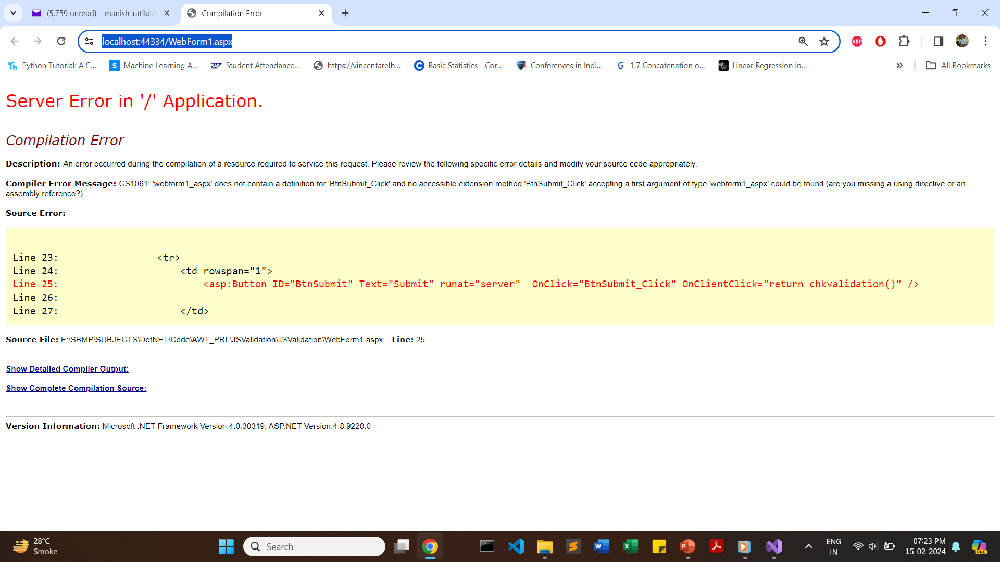 (5,759 unread) – manish_ratilal2
Compilation Error
localhost:44334/WebForm1.aspx
ABP
Python Tutorial: A C...
S Machine Learning A...
SAP Student Attendance...
https://vincentarelb...
C Basic Statistics - Cor...
Conferences in Indi...
G 1.7 Concatenation o...
Linear Regression in...
All Bookmarks
Server Error in '/' Application.
Compilation Error
Description: An error occurred during the compilation of a resource required to service this request. Please review the following specific error details and modify your source code appropriately.
Compiler Error Message: CS1061: 'webform1_aspx' does not contain a definition for 'BtnSubmit_Click' and no accessible extension method 'BtnSubmit_Click' accepting a first argument of type 'webform1_aspx' could be found (are you missing a using directive or an
assembly reference?)
Source Error:
Line 23:                 <tr>
Line 24:                     <td rowspan="1">
Line 25:                         <asp:Button ID="BtnSubmit" Text="Submit" runat="server"  OnClick="BtnSubmit_Click" OnClientClick="return chkvalidation()" />
Line 26:
Line 27:                     </td>
Source File: E:\SBMP\SUBJECTS\DotNET\Code\AWT_PRL\JSValidation\JSValidation\WebForm1.aspx    Line: 25
Show Detailed Compiler Output:
Show Complete Compilation Source:
Version Information: Microsoft .NET Framework Version:4.0.30319; ASP.NET Version:4.8.9220.0
28°C
Smoke
Search
ENG
IN
07:23 PM
15-02-2024
PRE